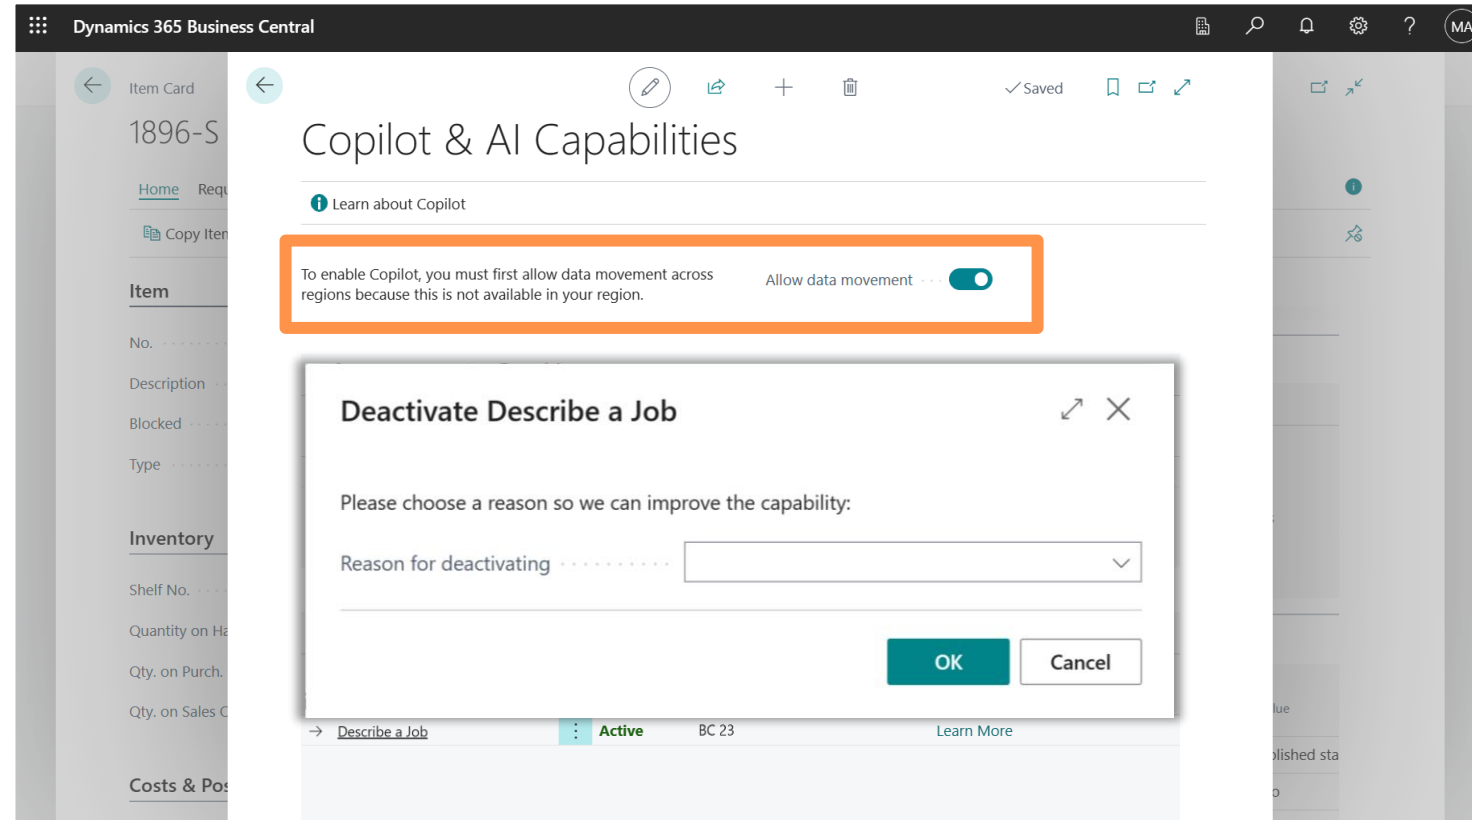 Dynamics 365 Business Central
MA
Item Card
1896-S
Home Requ
Copy Iten
Item
No.
Description
Blocked
Type
Inventory
Shelf No.
Quantity on Ha
Qty. on Purch.
Qty. on Sales O
Costs & Pos
Saved
Copilot & AI Capabilities
Learn about Copilot
To enable Copilot, you must first allow data movement across
regions because this is not available in your region.
Allow data movement
Deactivate Describe a Job
Please choose a reason so we can improve the capability:
Reason for deactivating
OK
Cancel
Describe a Job Active BC 23 Learn More
lue
olished sta
o